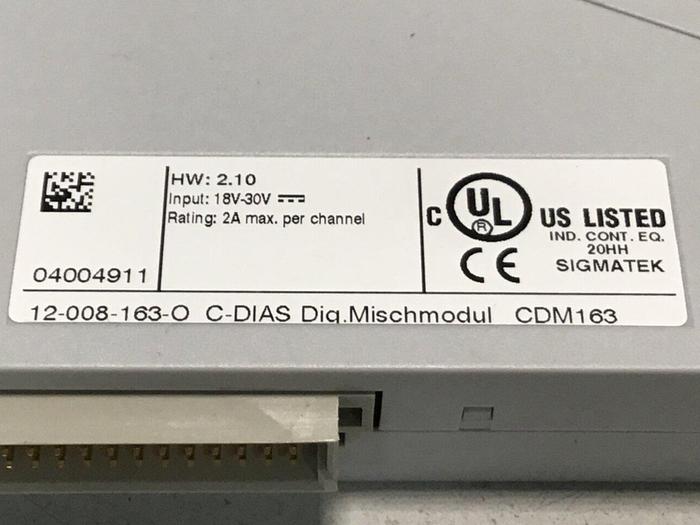 HW: 2.10
Input: 18V-30V
Rating: 2A max. per channel
04004911
C UL ® US LISTED
IND. CONT. EQ.
20HH
CE SIGMATEK
12-008-163-O C-DIAS Dig.Mischmodul CDM163